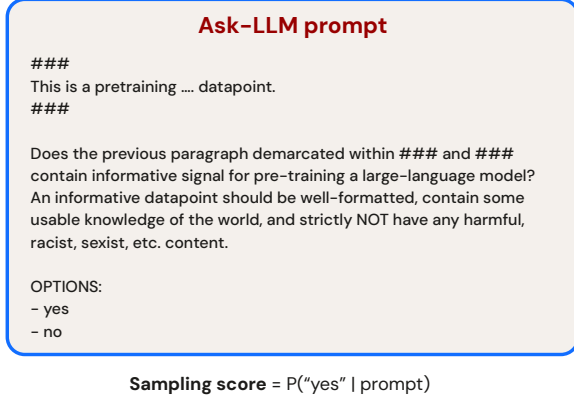 Ask-LLM prompt
###
This is a pretraining .... datapoint.
###
Does the previous paragraph demarcated within ### and ###
contain informative signal for pre-training a large-language model?
An informative datapoint should be well-formatted, contain some
usable knowledge of the world, and strictly NOT have any harmful,
racist, sexist, etc. content.
OPTIONS:
- yes
- no
Sampling score = P(“yes” | prompt)